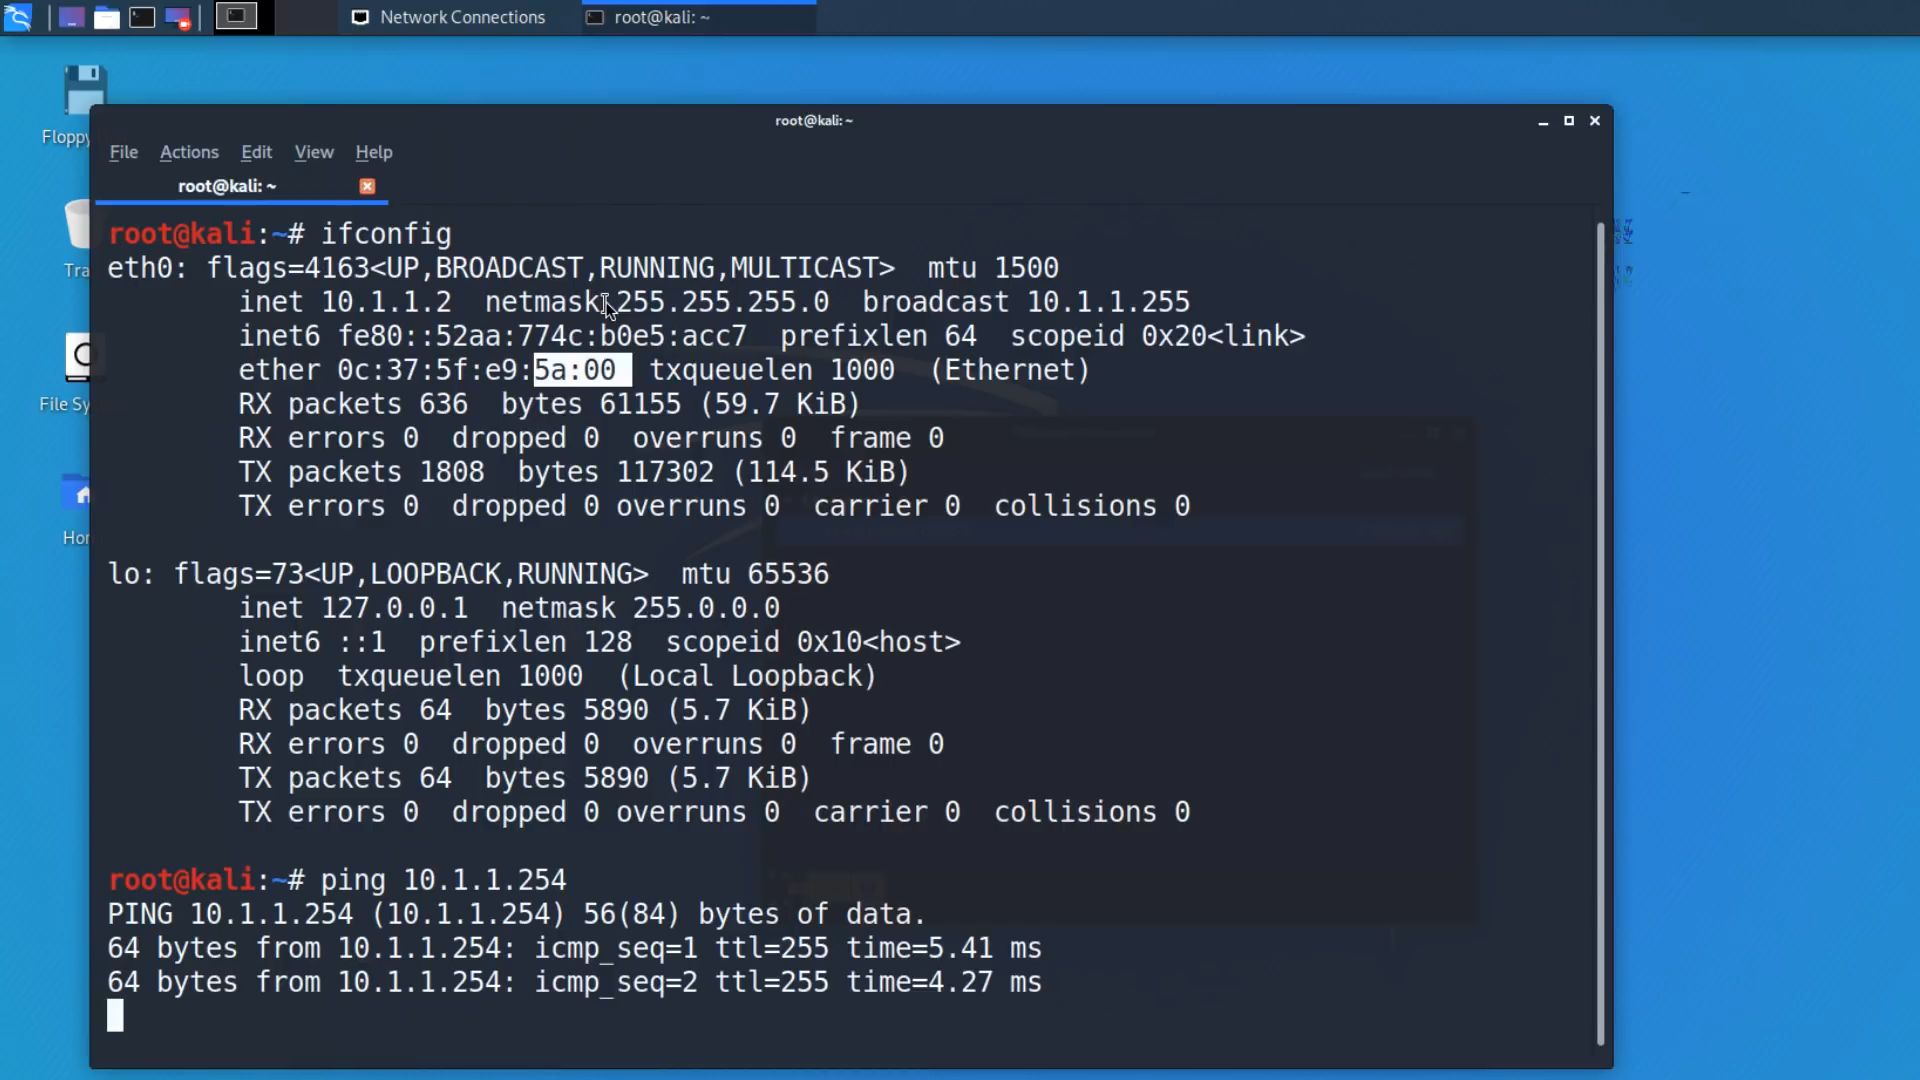 Network Connections
root@kali: ~
Floppy
root@kali: ~
File Actions Edit View Help
root@kali: ~
root@kali:~# ifconfig
eth0: flags=4163<UP,BROADCAST,RUNNING,MULTICAST>  mtu 1500
        inet 10.1.1.2  netmask 255.255.255.0  broadcast 10.1.1.255
        inet6 fe80::52aa:774c:b0e5:acc7  prefixlen 64  scopeid 0x20<link>
        ether 0c:37:5f:e9:5a:00  txqueuelen 1000  (Ethernet)
        RX packets 636  bytes 61155 (59.7 KiB)
        RX errors 0  dropped 0  overruns 0  frame 0
        TX packets 1808  bytes 117302 (114.5 KiB)
        TX errors 0  dropped 0 overruns 0  carrier 0  collisions 0
lo: flags=73<UP,LOOPBACK,RUNNING>  mtu 65536
        inet 127.0.0.1  netmask 255.0.0.0
        inet6 ::1  prefixlen 128  scopeid 0x10<host>
        loop  txqueuelen 1000  (Local Loopback)
        RX packets 64  bytes 5890 (5.7 KiB)
        RX errors 0  dropped 0  overruns 0  frame 0
        TX packets 64  bytes 5890 (5.7 KiB)
        TX errors 0  dropped 0 overruns 0  carrier 0  collisions 0
root@kali:~# ping 10.1.1.254
PING 10.1.1.254 (10.1.1.254) 56(84) bytes of data.
64 bytes from 10.1.1.254: icmp_seq=1 ttl=255 time=5.41 ms
64 bytes from 10.1.1.254: icmp_seq=2 ttl=255 time=4.27 ms
Tra
File Sy
Hor